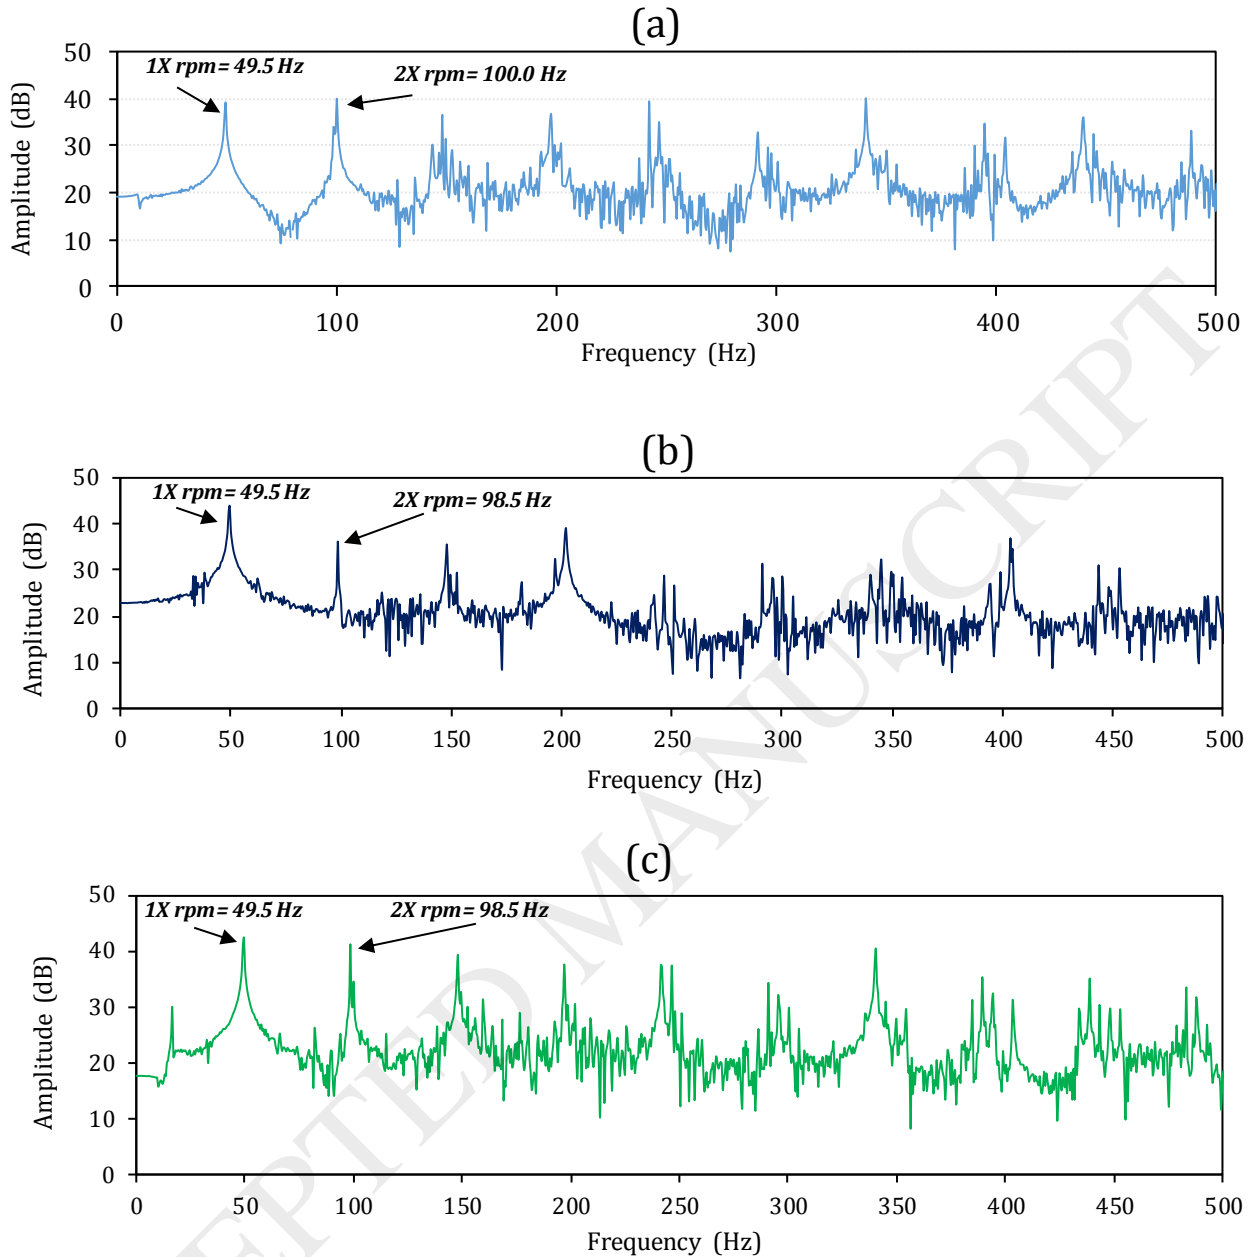 (a)
50
40
30
20
10
0
Amplitude (dB)
1X rpm= 49.5 Hz
2X rpm= 100.0 Hz
0 100 200 300 400 500
Frequency (Hz)
(b)
50
40
30
20
10
0
Amplitude (dB)
1X rpm= 49.5 Hz
2X rpm= 98.5 Hz
0 50 100 150 200 250 300 350 400 450 500
Frequency (Hz)
(c)
50
40
30
20
10
0
Amplitude (dB)
1X rpm= 49.5 Hz
2X rpm= 98.5 Hz
0 50 100 150 200 250 300 350 400 450 500
Frequency (Hz)
EPTED MANUSCRIPT